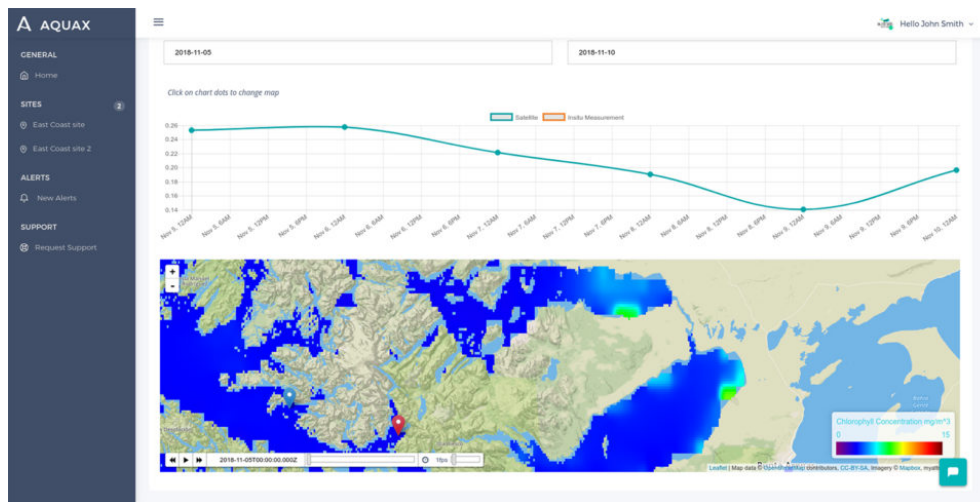 AQUAX
Hello John Smith
GENERAL
Home
SITES
2
East Coast site
East Coast site 2
ALERTS
New Alerts
SUPPORT
Request Support
2018-11-05
2018-11-10
Click on chart dots to change map
Satellite
Insitu Measurement
0.26
0.24
0.22
0.20
0.18
0.16
0.14
Nov 5, 12AM
Nov 5, 6AM
Nov 5, 12PM
Nov 5, 6PM
Nov 6, 12AM
Nov 6, 6AM
Nov 6, 12PM
Nov 6, 6PM
Nov 7, 12AM
Nov 7, 6AM
Nov 7, 12PM
Nov 7, 6PM
Nov 8, 12AM
Nov 8, 6AM
Nov 8, 12PM
Nov 8, 6PM
Nov 9, 12AM
Nov 9, 6AM
Nov 9, 12PM
Nov 9, 6PM
Nov 10, 12AM
+
-
Chlorophyll Concentration mg/m^3
0
15
2018-11-05T00:00:00.000Z
1fps
Leaflet | Map data © OpenStreetMap contributors, CC-BY-SA, Imagery © Mapbox,